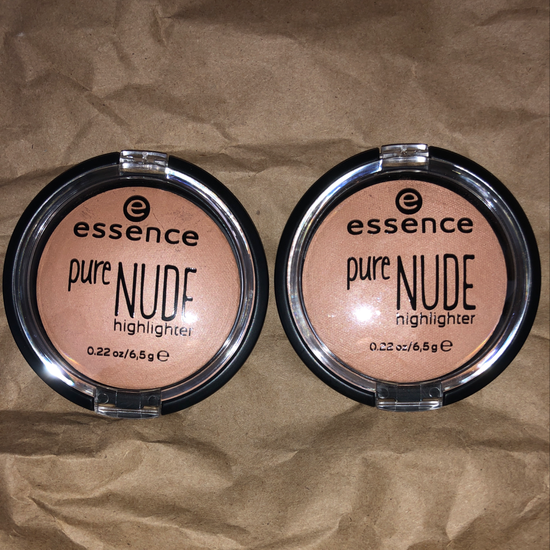 e
essence
pure NUDE
highlighter
0.22 oz/6,5g ℮
e
essence
pure NUDE
highlighter
0.22 oz/6,5g ℮